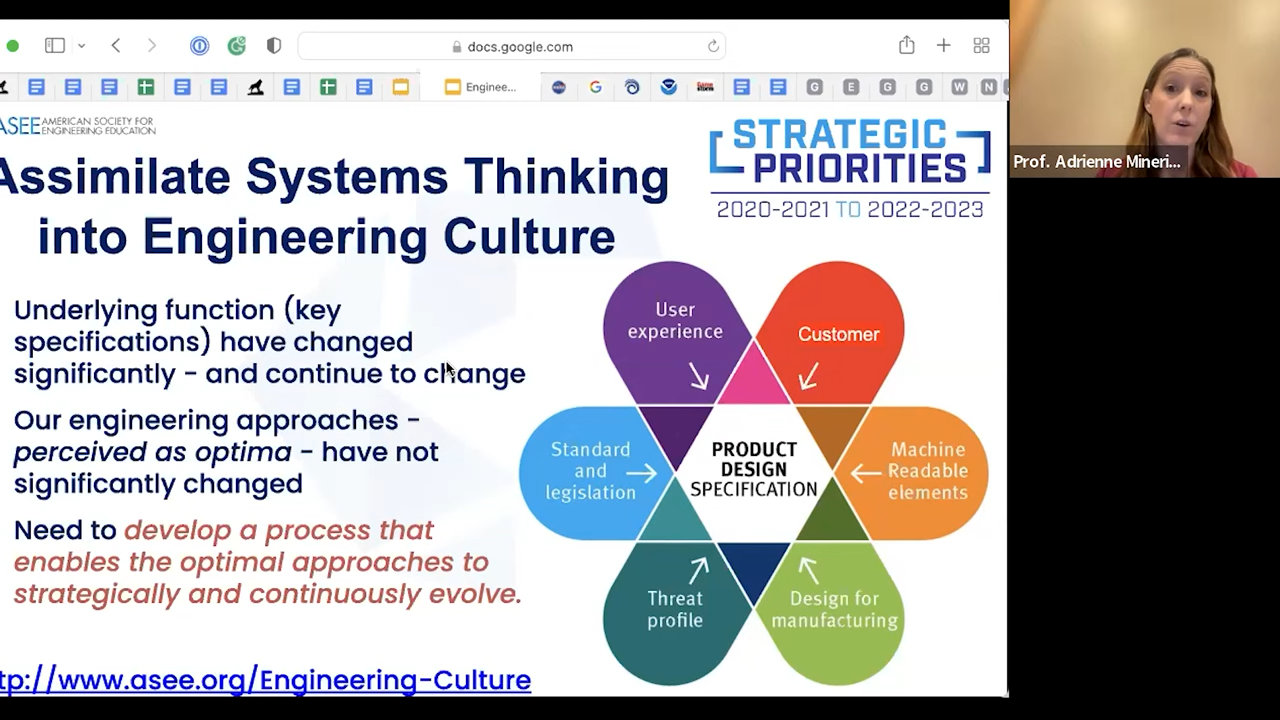 docs.google.com
Enginee...
G
E
G
G
W
N
ASEE AMERICAN SOCIETY FOR
ENGINEERING EDUCATION
STRATEGIC
PRIORITIES
2020-2021 TO 2022-2023
Assimilate Systems Thinking
into Engineering Culture
Underlying function (key
specifications) have changed
significantly - and continue to change
Our engineering approaches -
perceived as optima - have not
significantly changed
Need to develop a process that
enables the optimal approaches to
strategically and continuously evolve.
tp://www.asee.org/Engineering-Culture
User
experience
Customer
Standard
and
legislation
PRODUCT
DESIGN
SPECIFICATION
Machine
Readable
elements
Threat
profile
Design for
manufacturing
Prof. Adrienne Mineri...